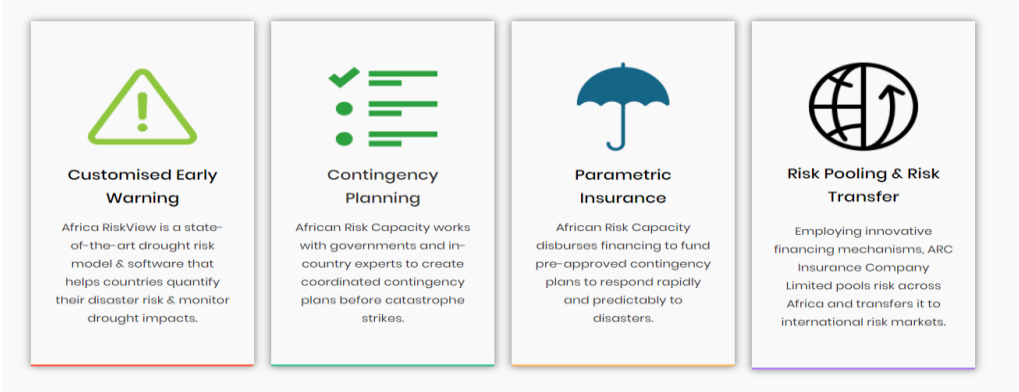 Customised Early
Warning
Africa RiskView is a state-
of-the-art drought risk
model & software that
helps countries quantify
their disaster risk & monitor
drought impacts.
Contingency
Planning
African Risk Capacity works
with governments and in-
country experts to create
coordinated contingency
plans before catastrophe
strikes.
Parametric
Insurance
African Risk Capacity
disburses financing to fund
pre-approved contingency
plans to respond rapidly
and predictably to
disasters.
Risk Pooling & Risk
Transfer
Employing innovative
financing mechanisms, ARC
Insurance Company
Limited pools risk across
Africa and transfers it to
international risk markets.